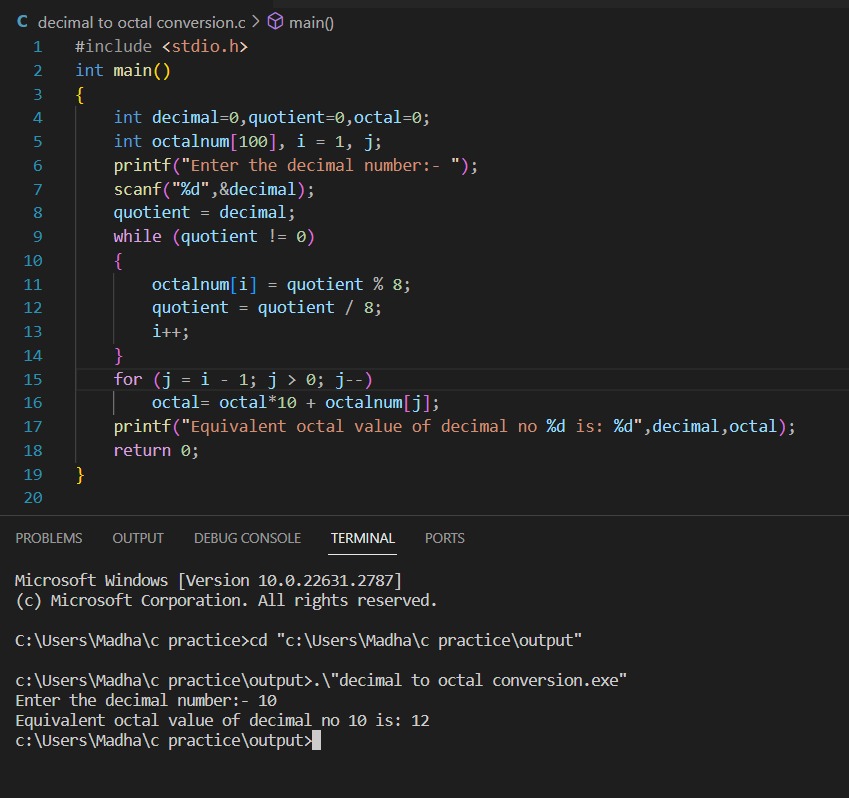 C decimal to octal conversion.c > main()
1 #include <stdio.h>
2 int main()
3 {
4 int decimal=0,quotient=0,octal=0;
5 int octalnum[100], i = 1, j;
6 printf("Enter the decimal number:- ");
7 scanf("%d",&decimal);
8 quotient = decimal;
9 while (quotient != 0)
10 {
11 octalnum[i] = quotient % 8;
12 quotient = quotient / 8;
13 i++;
14 }
15 for (j = i - 1; j > 0; j--)
16 octal= octal*10 + octalnum[j];
17 printf("Equivalent octal value of decimal no %d is: %d",decimal,octal);
18 return 0;
19 }
20
PROBLEMS OUTPUT DEBUG CONSOLE TERMINAL PORTS
Microsoft Windows [Version 10.0.22631.2787]
(c) Microsoft Corporation. All rights reserved.
C:\Users\Madha\c practice>cd "c:\Users\Madha\c practice\output"
c:\Users\Madha\c practice\output>.\"decimal to octal conversion.exe"
Enter the decimal number:- 10
Equivalent octal value of decimal no 10 is: 12
c:\Users\Madha\c practice\output>